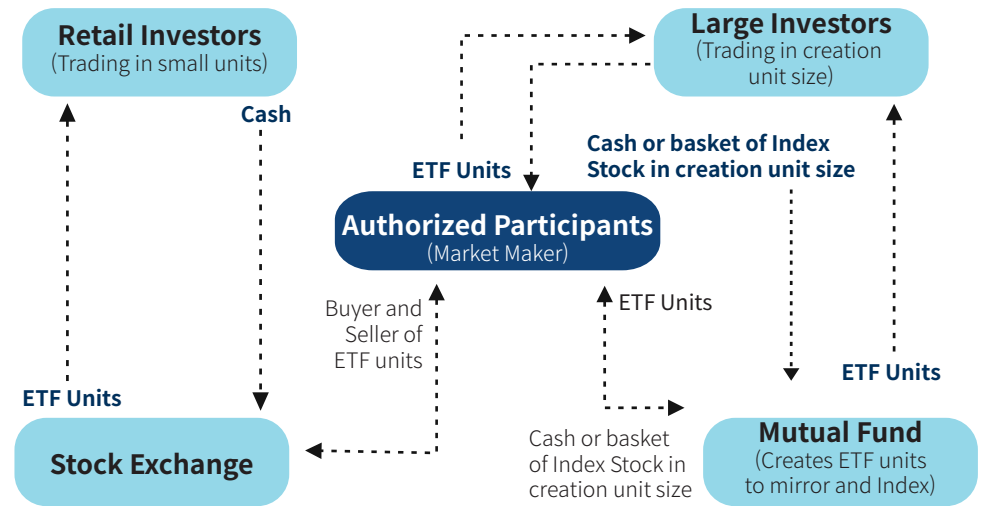 Retail Investors
(Trading in small units)
Large Investors
(Trading in creation
unit size)
Cash
ETF Units
Cash or basket of Index
Stock in creation unit size
Authorized Participants
(Market Maker)
Buyer and
Seller of
ETF units
ETF Units
ETF Units
ETF Units
Stock Exchange
Cash or basket
of Index Stock in
creation unit size
Mutual Fund
(Creates ETF units
to mirror and Index)